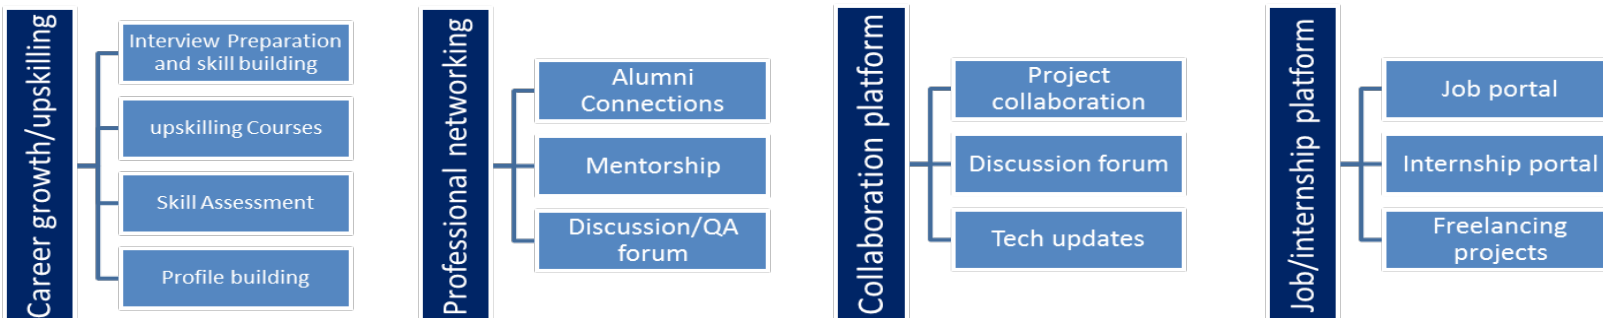 Career growth/upskilling
Interview Preparation
and skill building
upskilling Courses
Skill Assessment
Profile building
Professional networking
Alumni
Connections
Mentorship
Discussion/QA
forum
Collaboration platform
Project
collaboration
Discussion forum
Tech updates
Job/internship platform
Job portal
Internship portal
Freelancing
projects